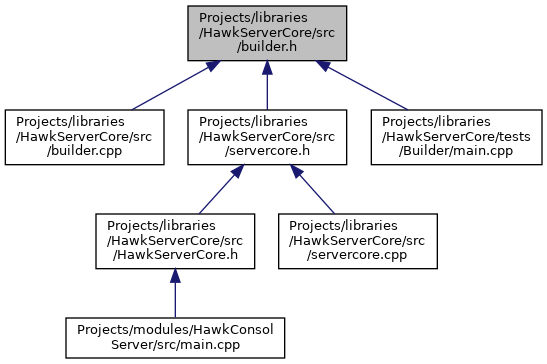 Projects/libraries
/HawkServerCore/src
/builder.h
Projects/libraries
/HawkServerCore/src
/builder.cpp
Projects/libraries
/HawkServerCore/src
/servercore.h
Projects/libraries
/HawkServerCore/tests
/Builder/main.cpp
Projects/libraries
/HawkServerCore/src
/HawkServerCore.h
Projects/libraries
/HawkServerCore/src
/servercore.cpp
Projects/modules/HawkConsol
Server/src/main.cpp